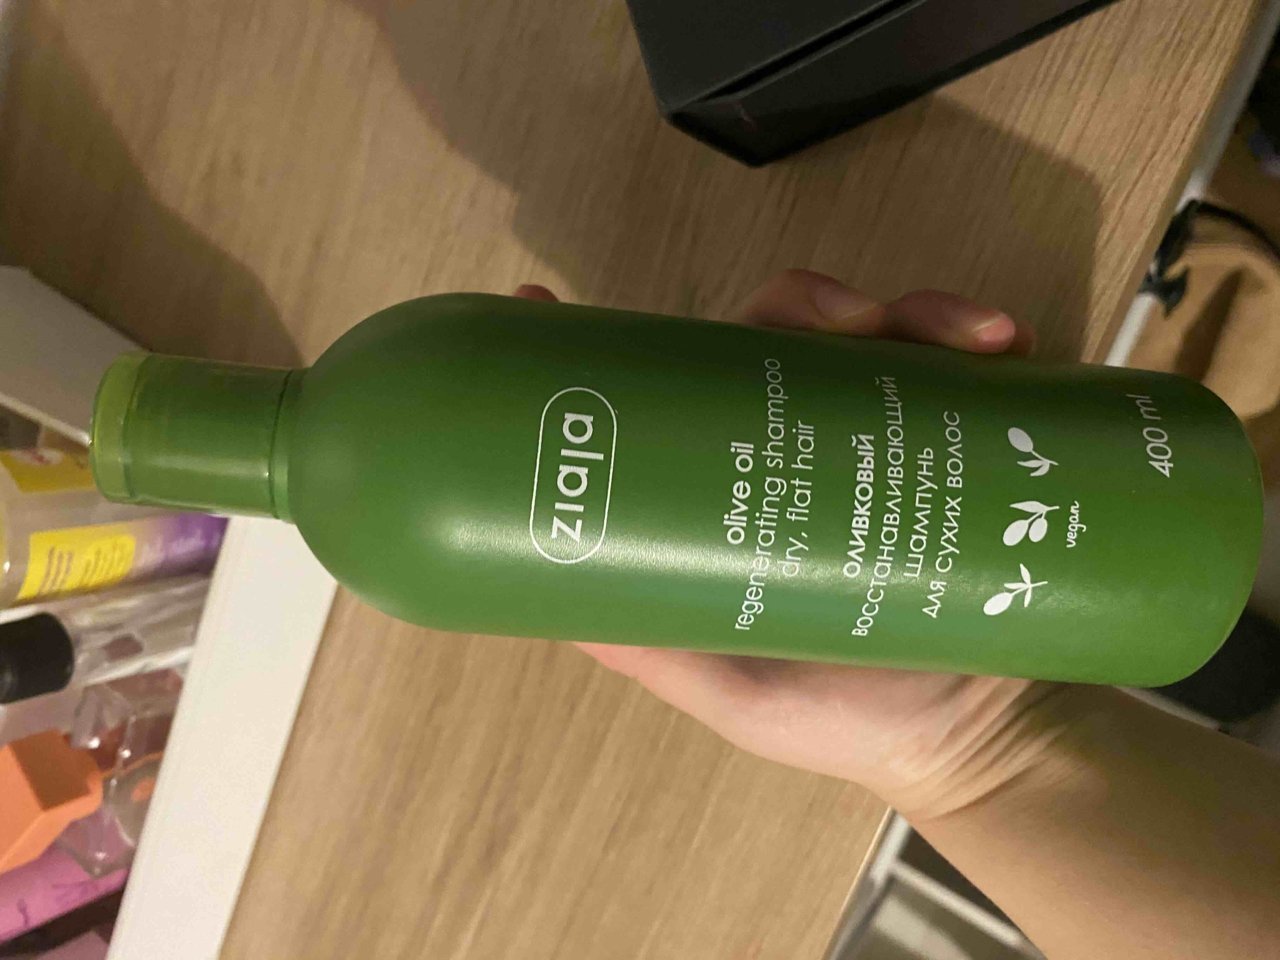 ziaja
olive oil
regenerating shampoo
dry, flat hair
ОЛИВКОВЫЙ
ВОССТАНАВЛИВАЮЩИЙ
ШАМПУНЬ
ДЛЯ СУХИХ ВОЛОС
vegan
400 ml